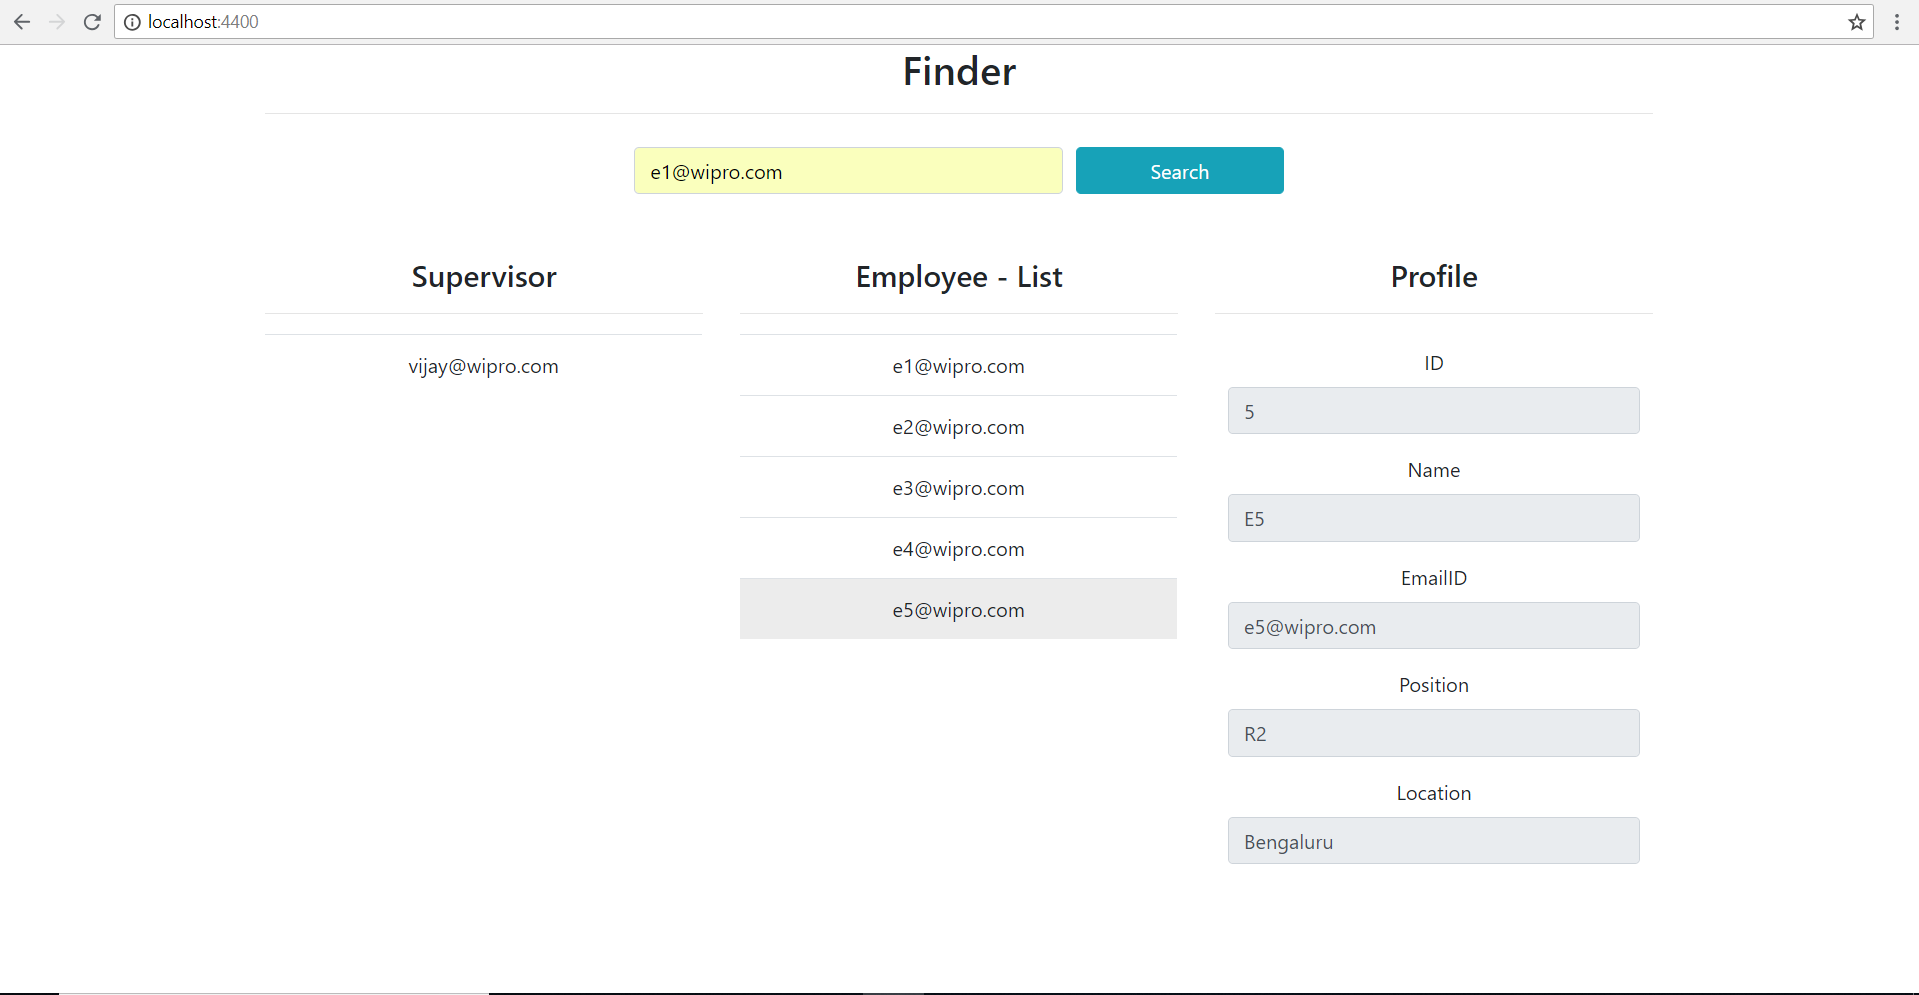 localhost:4400
Finder
e1@wipro.com
Search
Supervisor
vijay@wipro.com
Employee - List
e1@wipro.com
e2@wipro.com
e3@wipro.com
e4@wipro.com
e5@wipro.com
Profile
ID
5
Name
E5
EmailID
e5@wipro.com
Position
R2
Location
Bengaluru